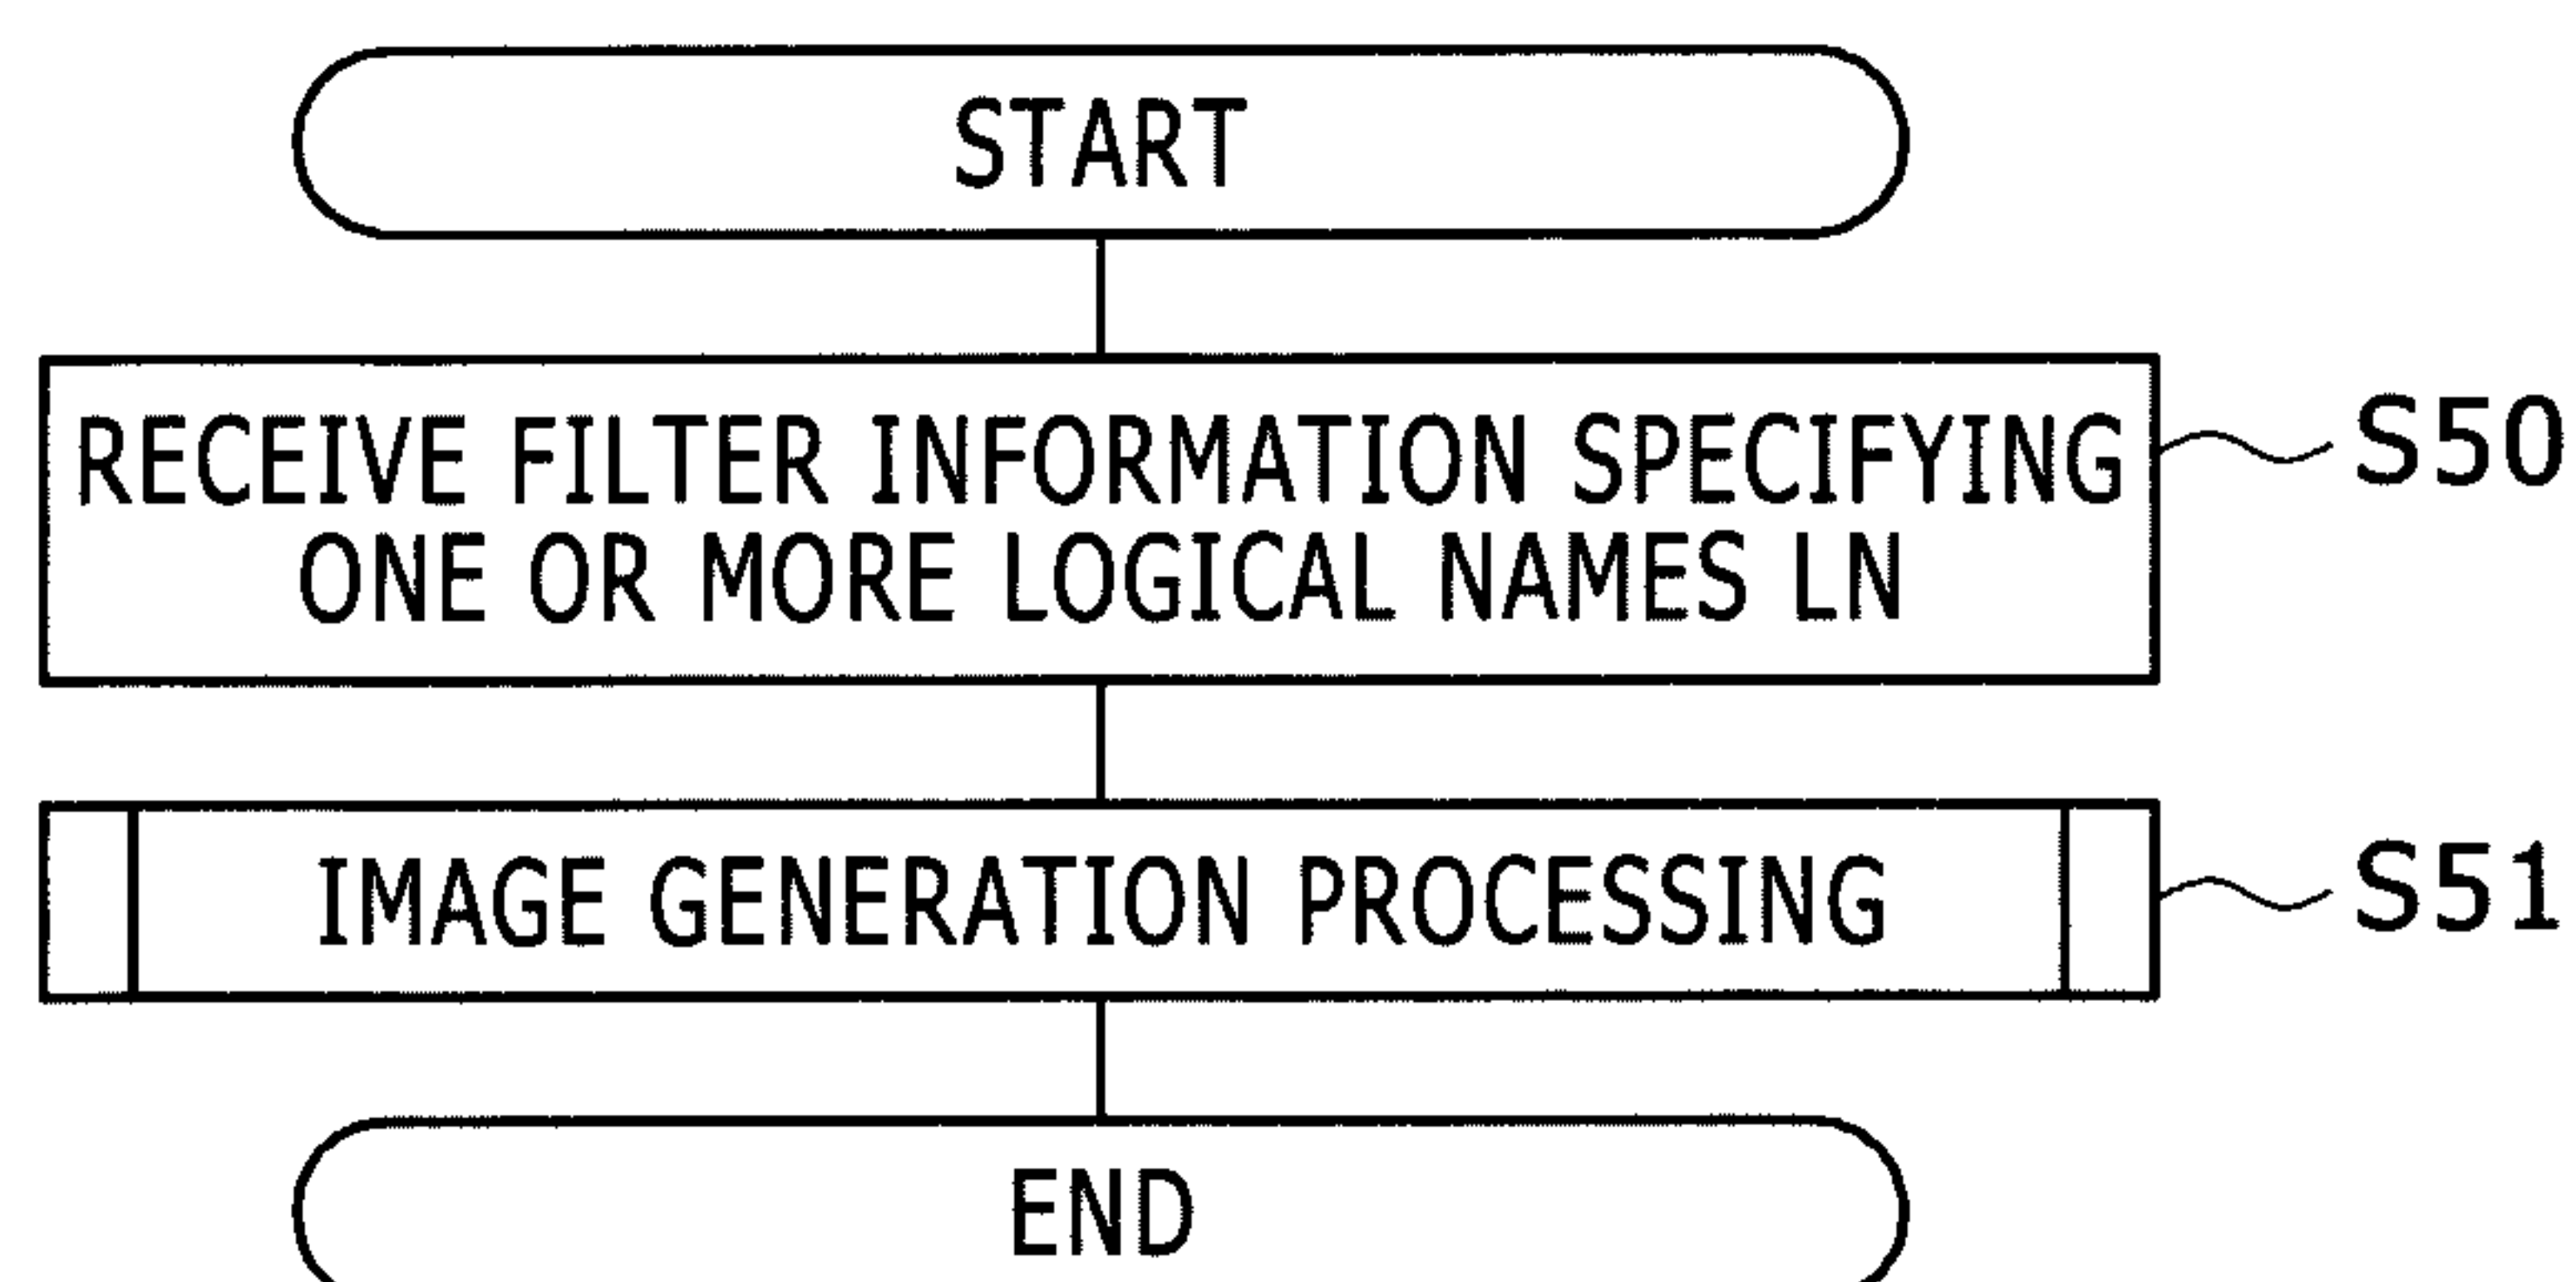 START
RECEIVE FILTER INFORMATION SPECIFYING
ONE OR MORE LOGICAL NAMES LN
S50
IMAGE GENERATION PROCESSING
S51
END